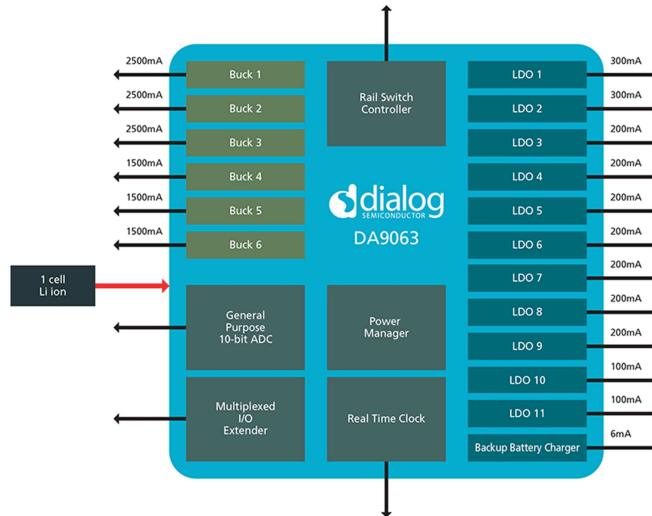 2500mA
Buck 1
2500mA
Buck 2
2500mA
Buck 3
1500mA
Buck 4
1500mA
Buck 5
1500mA
Buck 6
1 cell
Li ion
General
Purpose
10-bit ADC
Multiplexed
I/O
Extender
Rail Switch
Controller
dialog
SEMICONDUCTOR
DA9063
Power
Manager
Real Time Clock
LDO 1
300mA
LDO 2
300mA
LDO 3
200mA
LDO 4
200mA
LDO 5
200mA
LDO 6
200mA
LDO 7
200mA
LDO 8
200mA
LDO 9
200mA
LDO 10
100mA
LDO 11
100mA
Backup Battery Charger
6mA